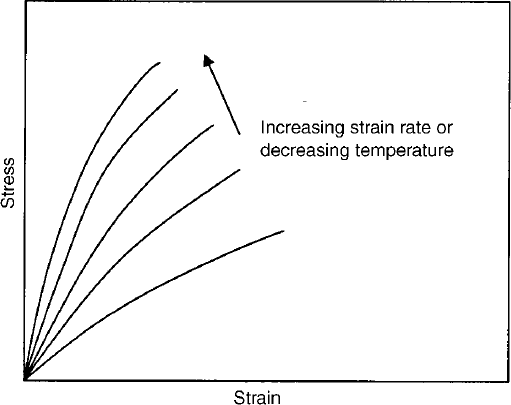 Increasing strain rate or
decreasing temperature
Stress
Strain